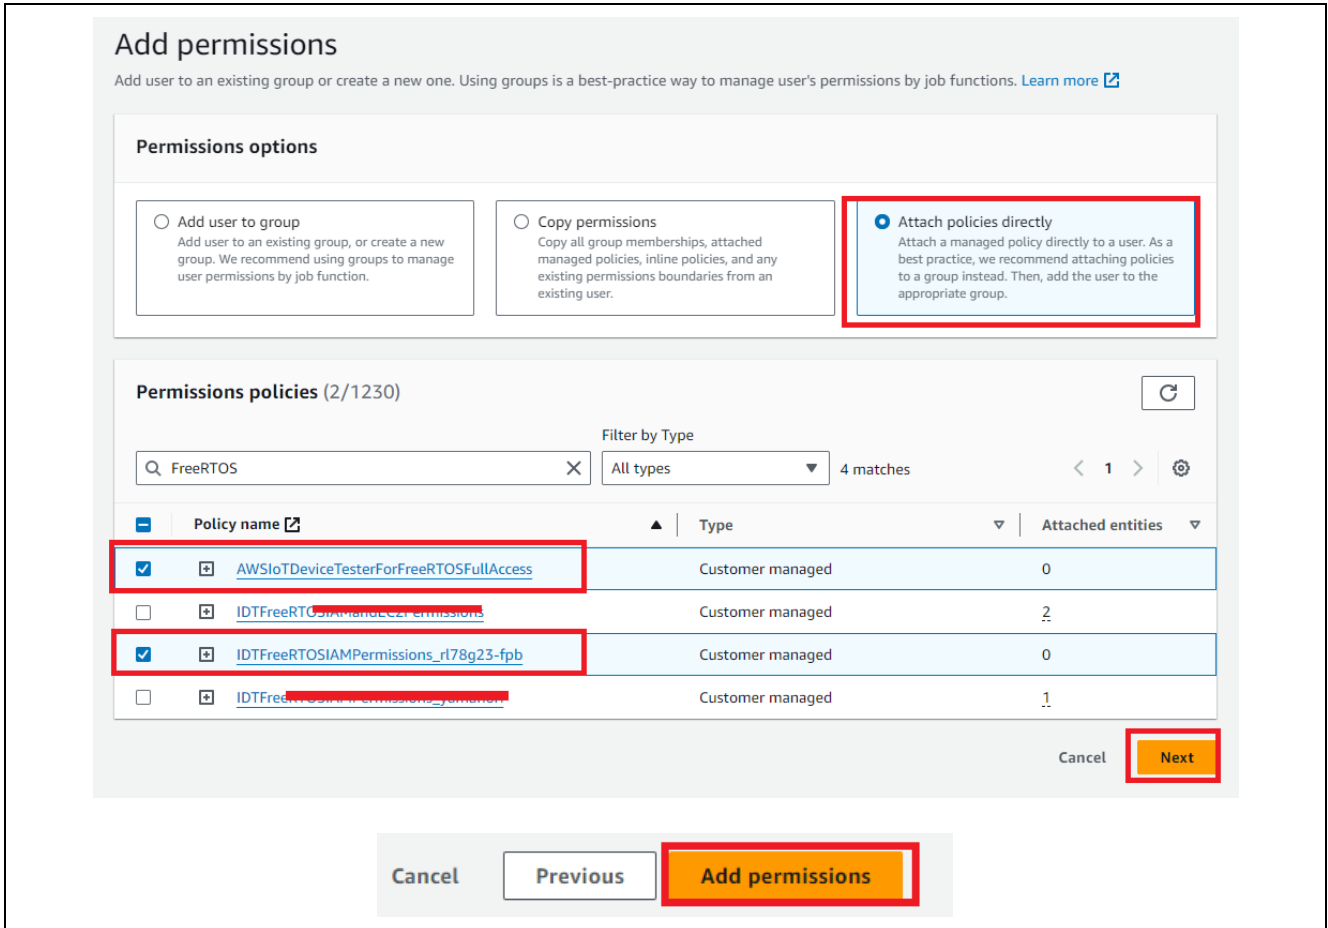 Add permissions
Add user to an existing group or create a new one. Using groups is a best-practice way to manage user's permissions by job functions. Learn more
Permissions options
Add user to group
Add user to an existing group, or create a new
group. We recommend using groups to manage
user permissions by job function.
Copy permissions
Copy all group memberships, attached
managed policies, inline policies, and any
existing permissions boundaries from an
existing user.
Attach policies directly
Attach a managed policy directly to a user. As a
best practice, we recommend attaching policies
to a group instead. Then, add the user to the
appropriate group.
Permissions policies (2/1230)
Filter by Type
FreeRTOS
All types
4 matches
1
Policy name
Type
Attached entities
AWSIoTDeviceTesterForFreeRTOSFullAccess
Customer managed
0
Customer managed
2
IDTFreeRTOSIAMPermissions_rl78g23-fpb
Customer managed
0
Customer managed
1
Cancel
Next
Cancel
Previous
Add permissions